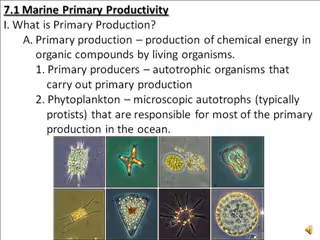 7.1 Marine Primary Productivity
I. What is Primary Production?
A. Primary production – production of chemical energy in
organic compounds by living organisms.
1. Primary producers – autotrophic organisms that
carry out primary production
2. Phytoplankton – microscopic autotrophs (typically
protists) that are responsible for most of the primary
production in the ocean.